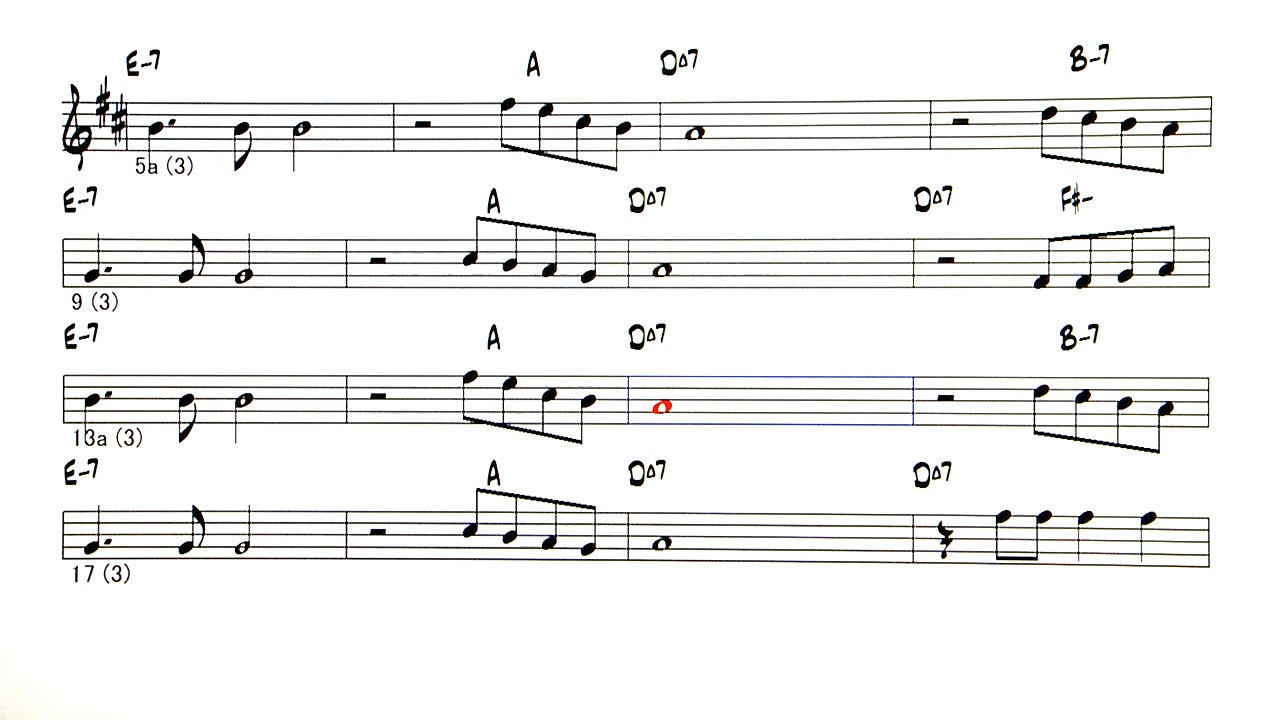 E-7 A D△7 B-7
5a (3)
E-7 A D△7 D△7 F#-
9 (3)
E-7 A D△7 B-7
13a (3)
E-7 A D△7 D△7
17 (3)